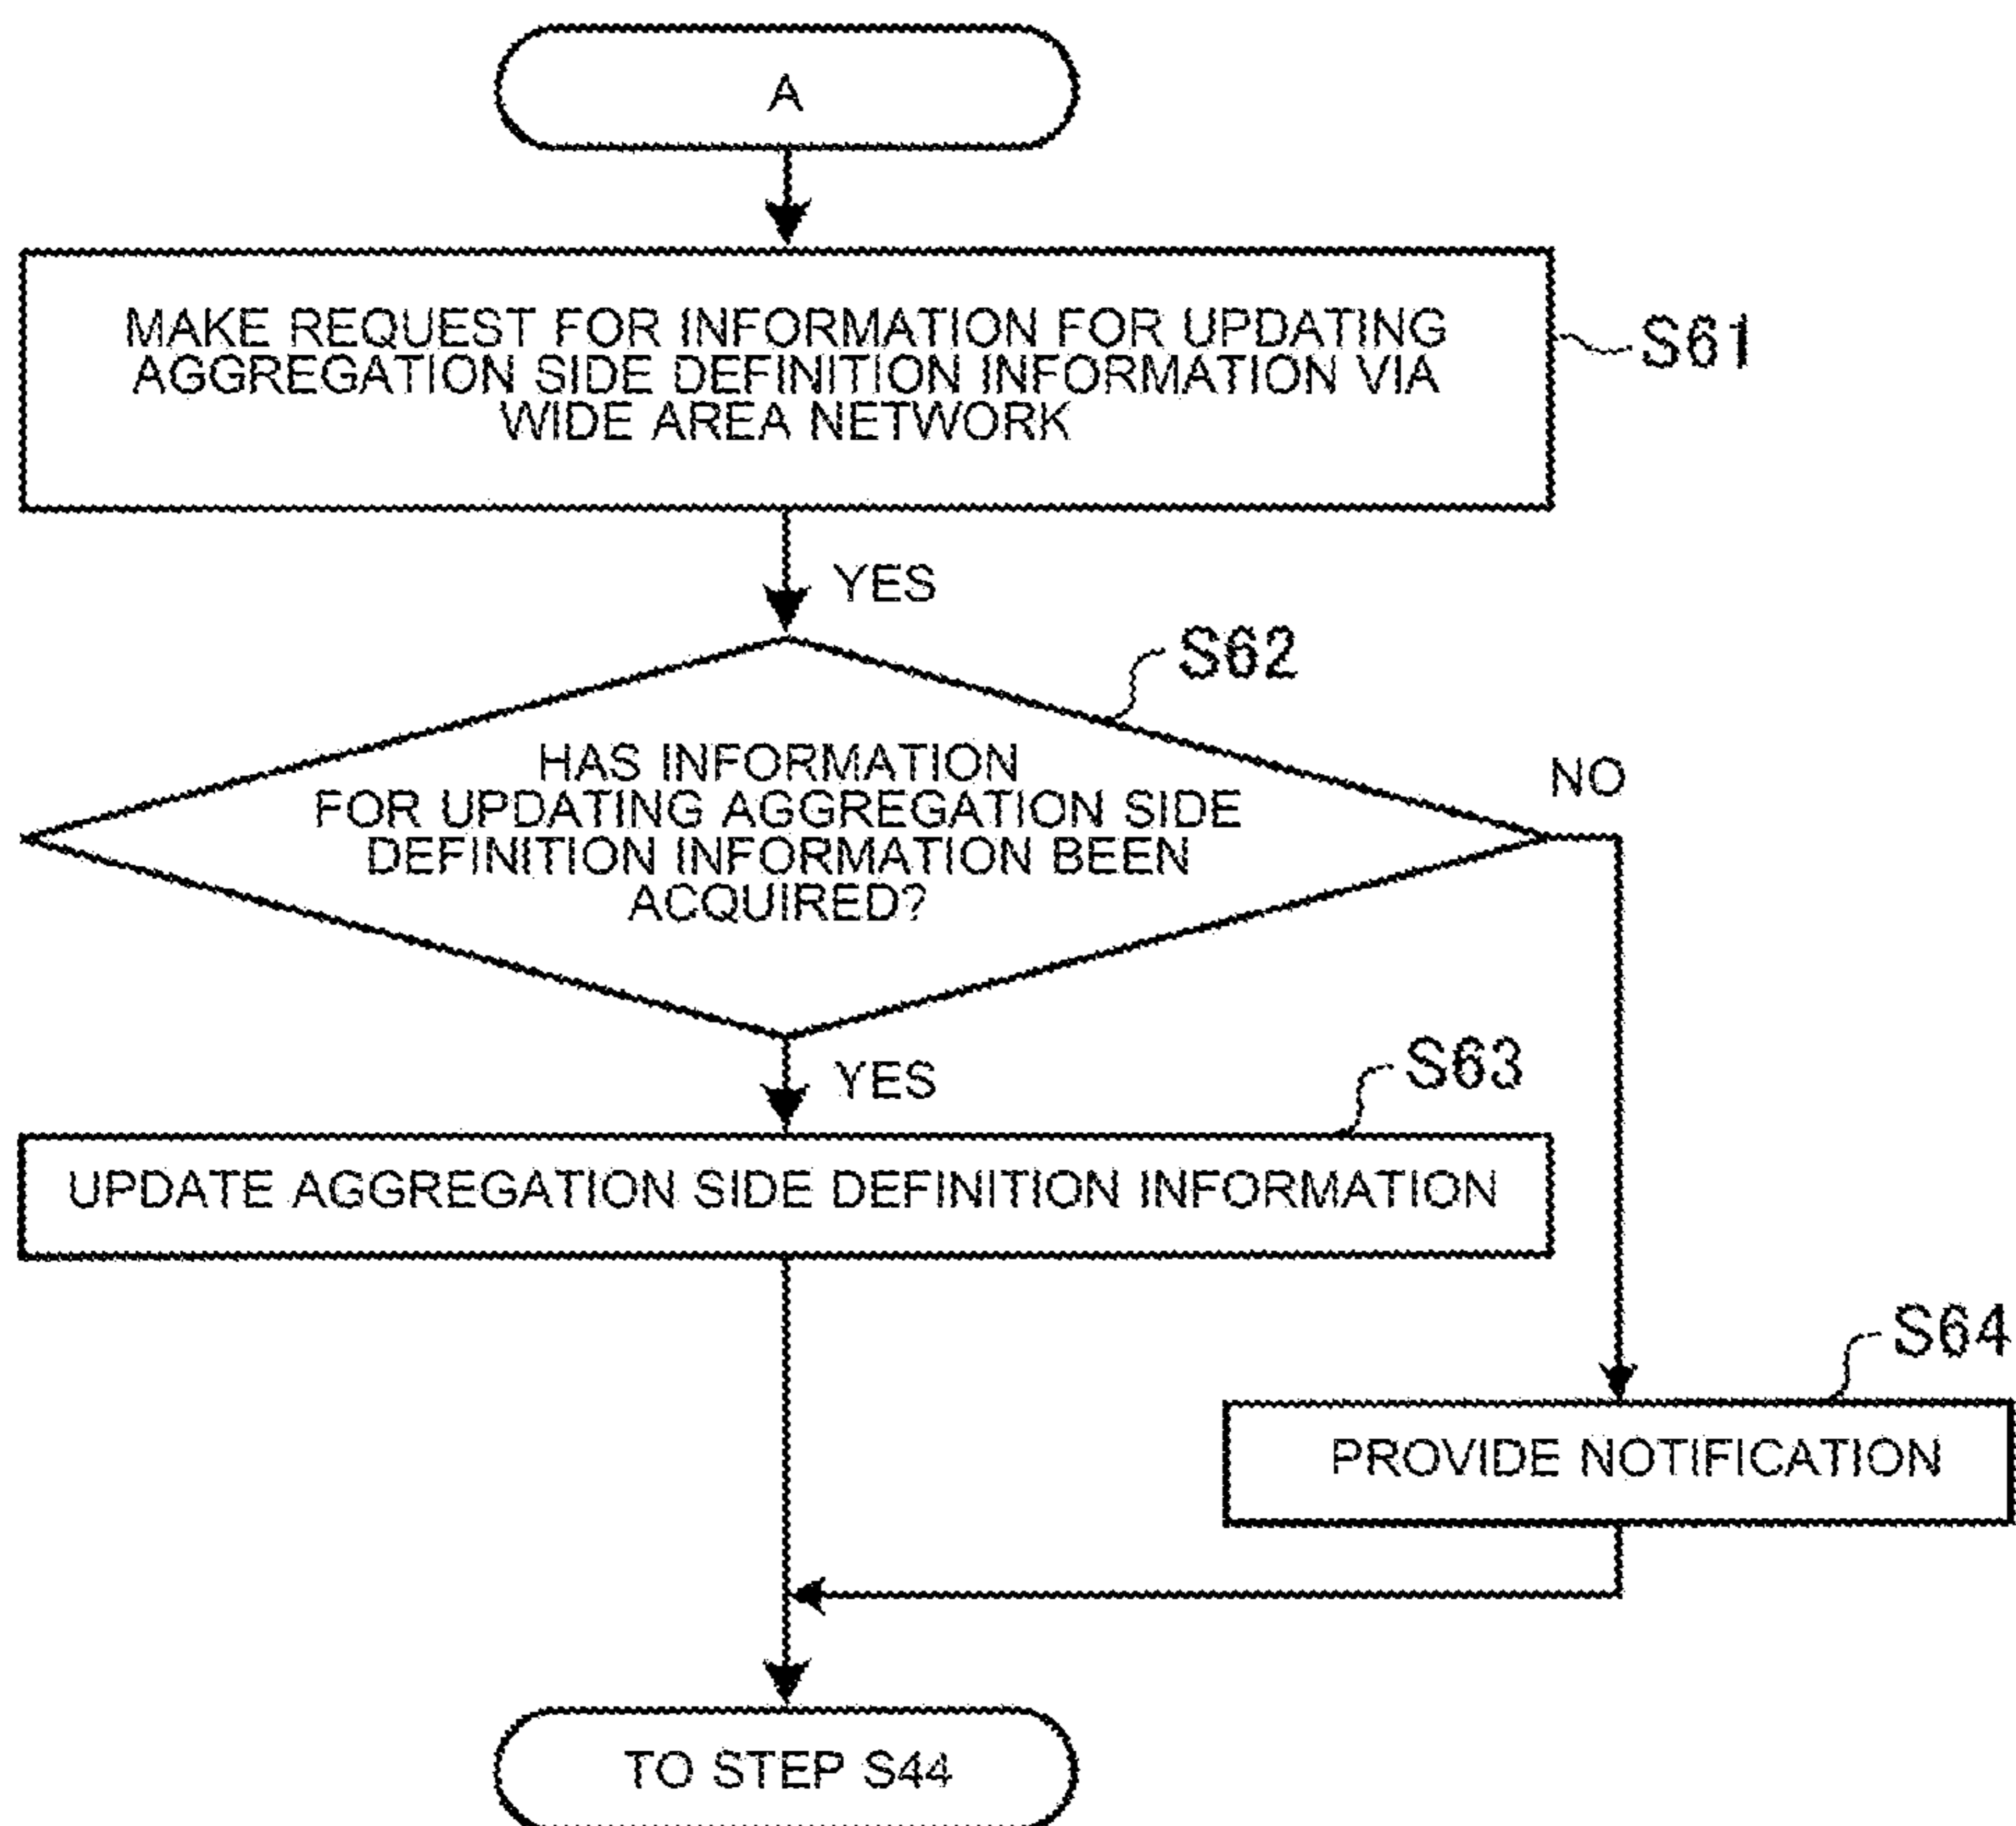 A
MAKE REQUEST FOR INFORMATION FOR UPDATING
AGGREGATION SIDE DEFINITION INFORMATION VIA
WIDE AREA NETWORK
S61
YES
S62
HAS INFORMATION
FOR UPDATING AGGREGATION SIDE
DEFINITION INFORMATION BEEN
ACQUIRED?
NO
YES
S63
UPDATE AGGREGATION SIDE DEFINITION INFORMATION
S64
PROVIDE NOTIFICATION
TO STEP S44